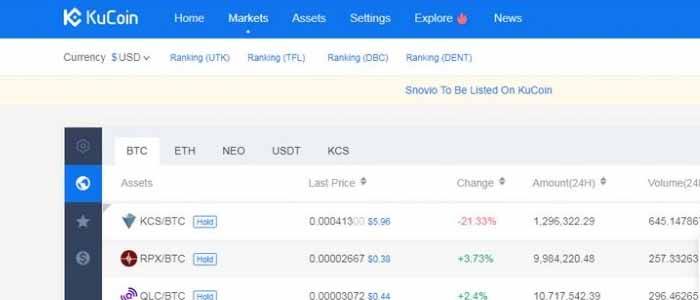 KuCoin Home Markets Assets Settings Explore News
Currency $ USD Ranking (UTK) Ranking (TFL) Ranking (DBC) Ranking (DENT)
Snovio To Be Listed On KuCoin
BTC ETH NEO USDT KCS
Assets Last Price Change Amount(24H) Volume(24
KCS/BTC Hold 0.00041300 $5.96 -21.33% 1,296,322.29 645.147867
RPX/BTC Hold 0.00002667 $0.38 +3.73% 9,984,220.48 257.33263
QLC/BTC Hold 0.00003072 $0.44 +2.4% 10,717,542.39 296.46265